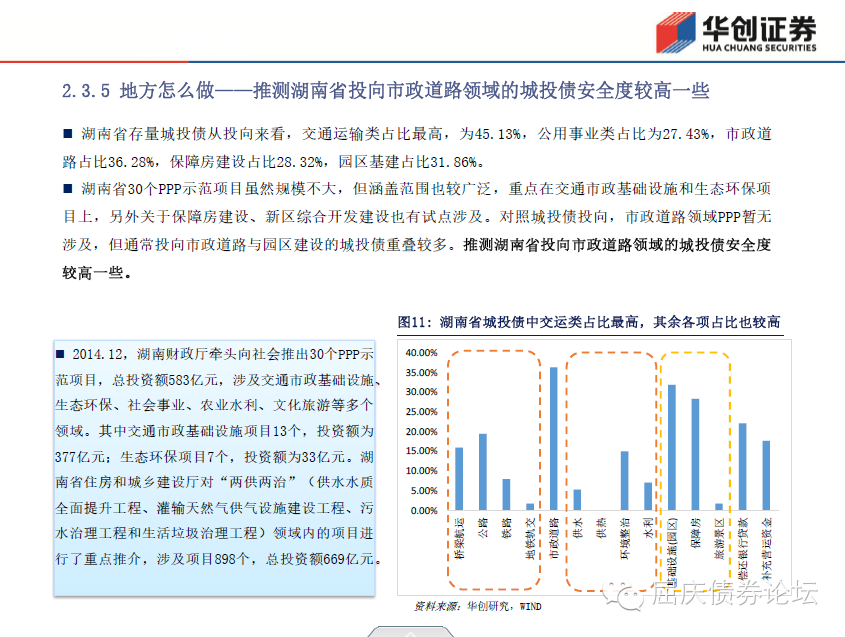 华创证券
HUA CHUANG SECURITIES
2.3.5 地方怎么做——推测湖南省投向市政道路领域的城投债安全度较高一些
■ 湖南省存量城投债从投向来看，交通运输类占比最高，为45.13%，公用事业类占比为27.43%，市政道
路占比36.28%，保障房建设占比28.32%，园区基建占比31.86%。
■ 湖南省30个PPP示范项目虽然规模不大，但涵盖范围也较广泛，重点在交通市政基础设施和生态环保项
目上，另外关于保障房建设、新区综合开发建设也有试点涉及。对照城投债投向，市政道路领域PPP暂无
涉及，但通常投向市政道路与园区建设的城投债重叠较多。推测湖南省投向市政道路领域的城投债安全度
较高一些。
■ 2014.12，湖南财政厅牵头向社会推出30个PPP示
范项目，总投资额583亿元，涉及交通市政基础设施、
生态环保、社会事业、农业水利、文化旅游等多个
领域。其中交通市政基础设施项目13个，投资额为
377亿元；生态环保项目7个，投资额为33亿元。湖
南省住房和城乡建设厅对“两供两治”（供水水质
全面提升工程、灌输天然气供气设施建设工程、污
水治理工程和生活垃圾治理工程）领域内的项目进
行了重点推介，涉及项目898个，总投资额669亿元。
图11：湖南省城投债中交运类占比最高，其余各项占比也较高
40.00%
35.00%
30.00%
25.00%
20.00%
15.00%
10.00%
5.00%
0.00%
桥梁航运
公路
铁路
地铁轨交
市政道路
供水
供热
环境整治
水利
基础设施(园区)
保障房
旅游景区
偿还银行贷款
补充营运资金
资料来源：华创研究，WIND
屈庆债券论坛